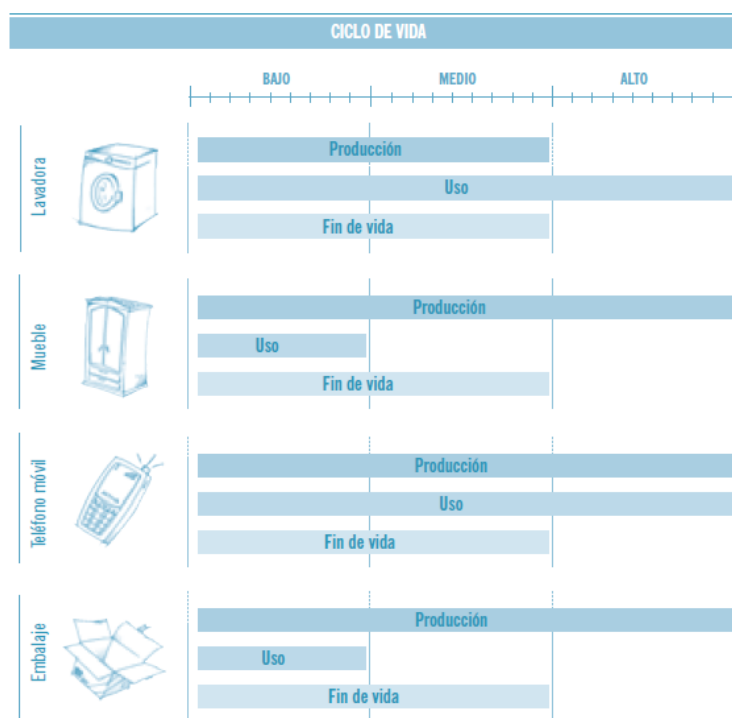 CICLO DE VIDA
BAJO MEDIO ALTO
Lavadora
Producción
Uso
Fin de vida
Mueble
Producción
Uso
Fin de vida
Teléfono móvil
Producción
Uso
Fin de vida
Embalaje
Producción
Uso
Fin de vida